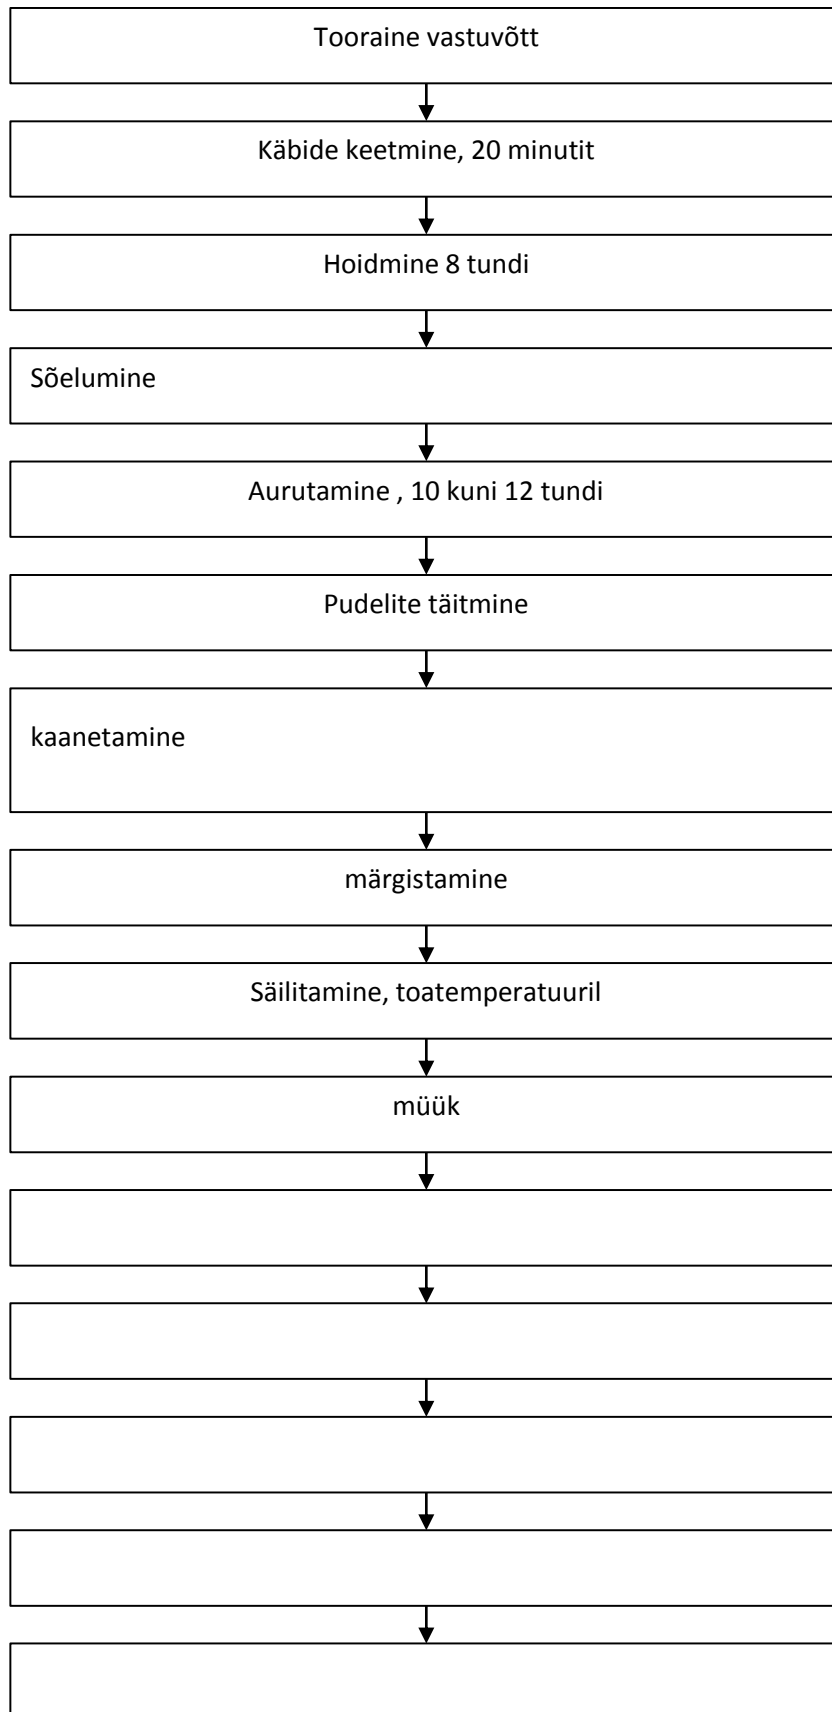 Tooraine vastuvõtt
Käbide keetmine, 20 minutit
Hoidmine 8 tundi
Sõelumine
Aurutamine , 10 kuni 12 tundi
Pudelite täitmine
kaanetamine
märgistamine
Säilitamine, toatemperatuuril
müük